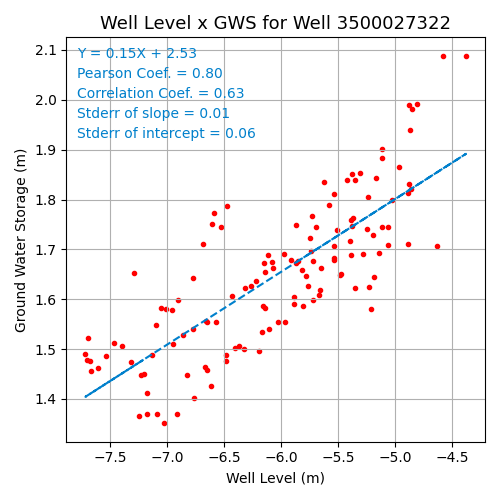 Well Level x GWS for Well 3500027322
Y = 0.15X + 2.53
Pearson Coef. = 0.80
Correlation Coef. = 0.63
Stderr of slope = 0.01
Stderr of intercept = 0.06
Ground Water Storage (m)
2.1
2.0
1.9
1.8
1.7
1.6
1.5
1.4
−7.5 −7.0 −6.5 −6.0 −5.5 −5.0 −4.5
Well Level (m)